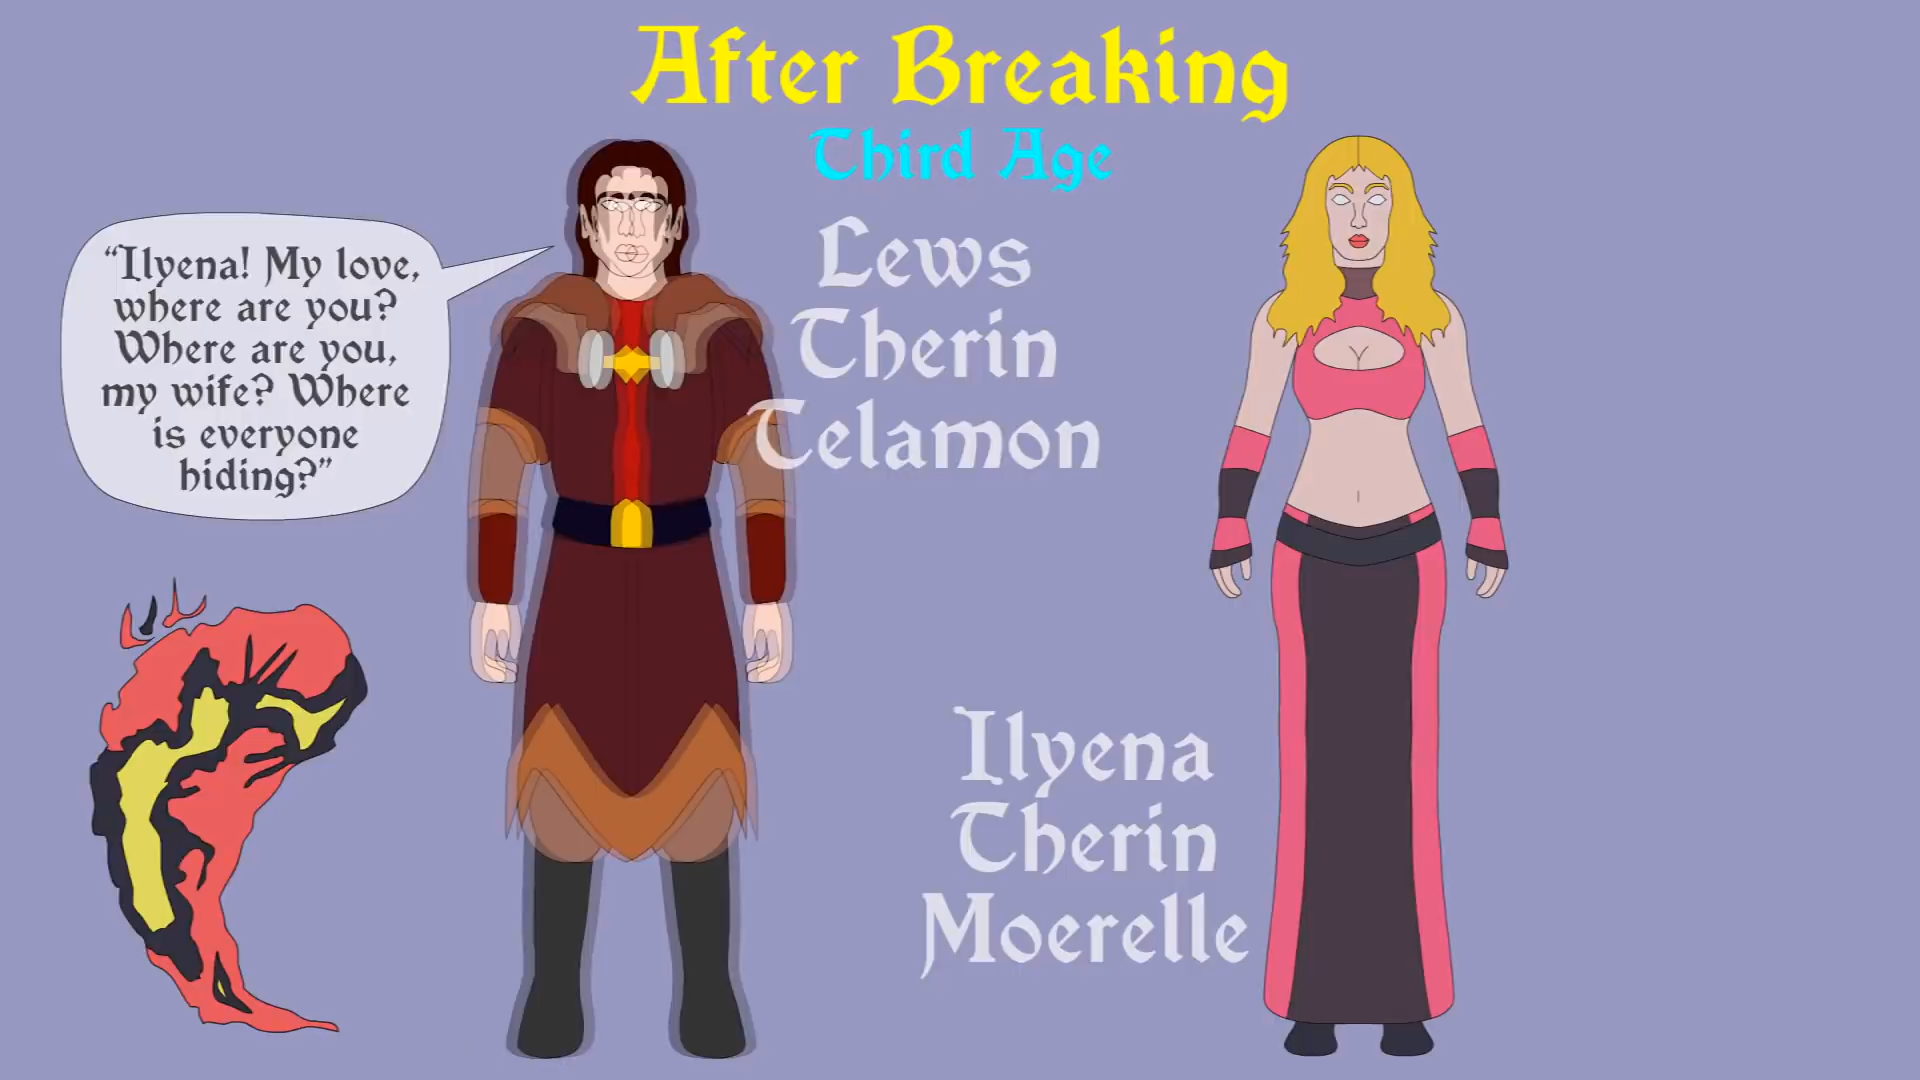 After Breaking
Third Age
Lews
Therin
Telamon
“Ilyena! My love,
where are you?
Where are you,
my wife? Where
is everyone
hiding?”
Ilyena
Therin
Moerelle